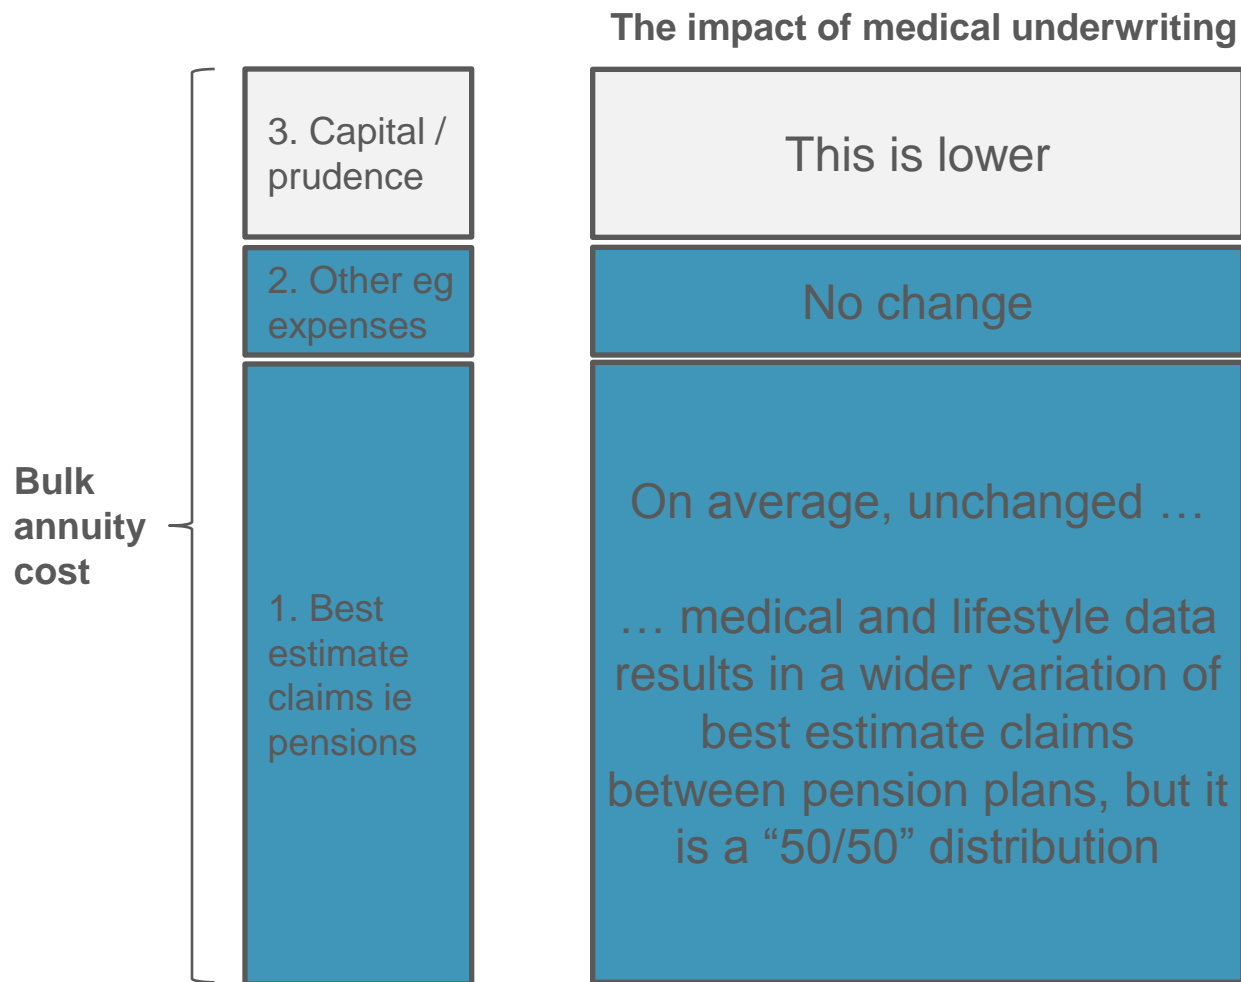 The impact of medical underwriting
3. Capital /
prudence
This is lower
2. Other eg
expenses
No change
Bulk
annuity
cost
1. Best
estimate
claims ie
pensions
On average, unchanged …
… medical and lifestyle data
results in a wider variation of
best estimate claims
between pension plans, but it
is a “50/50” distribution